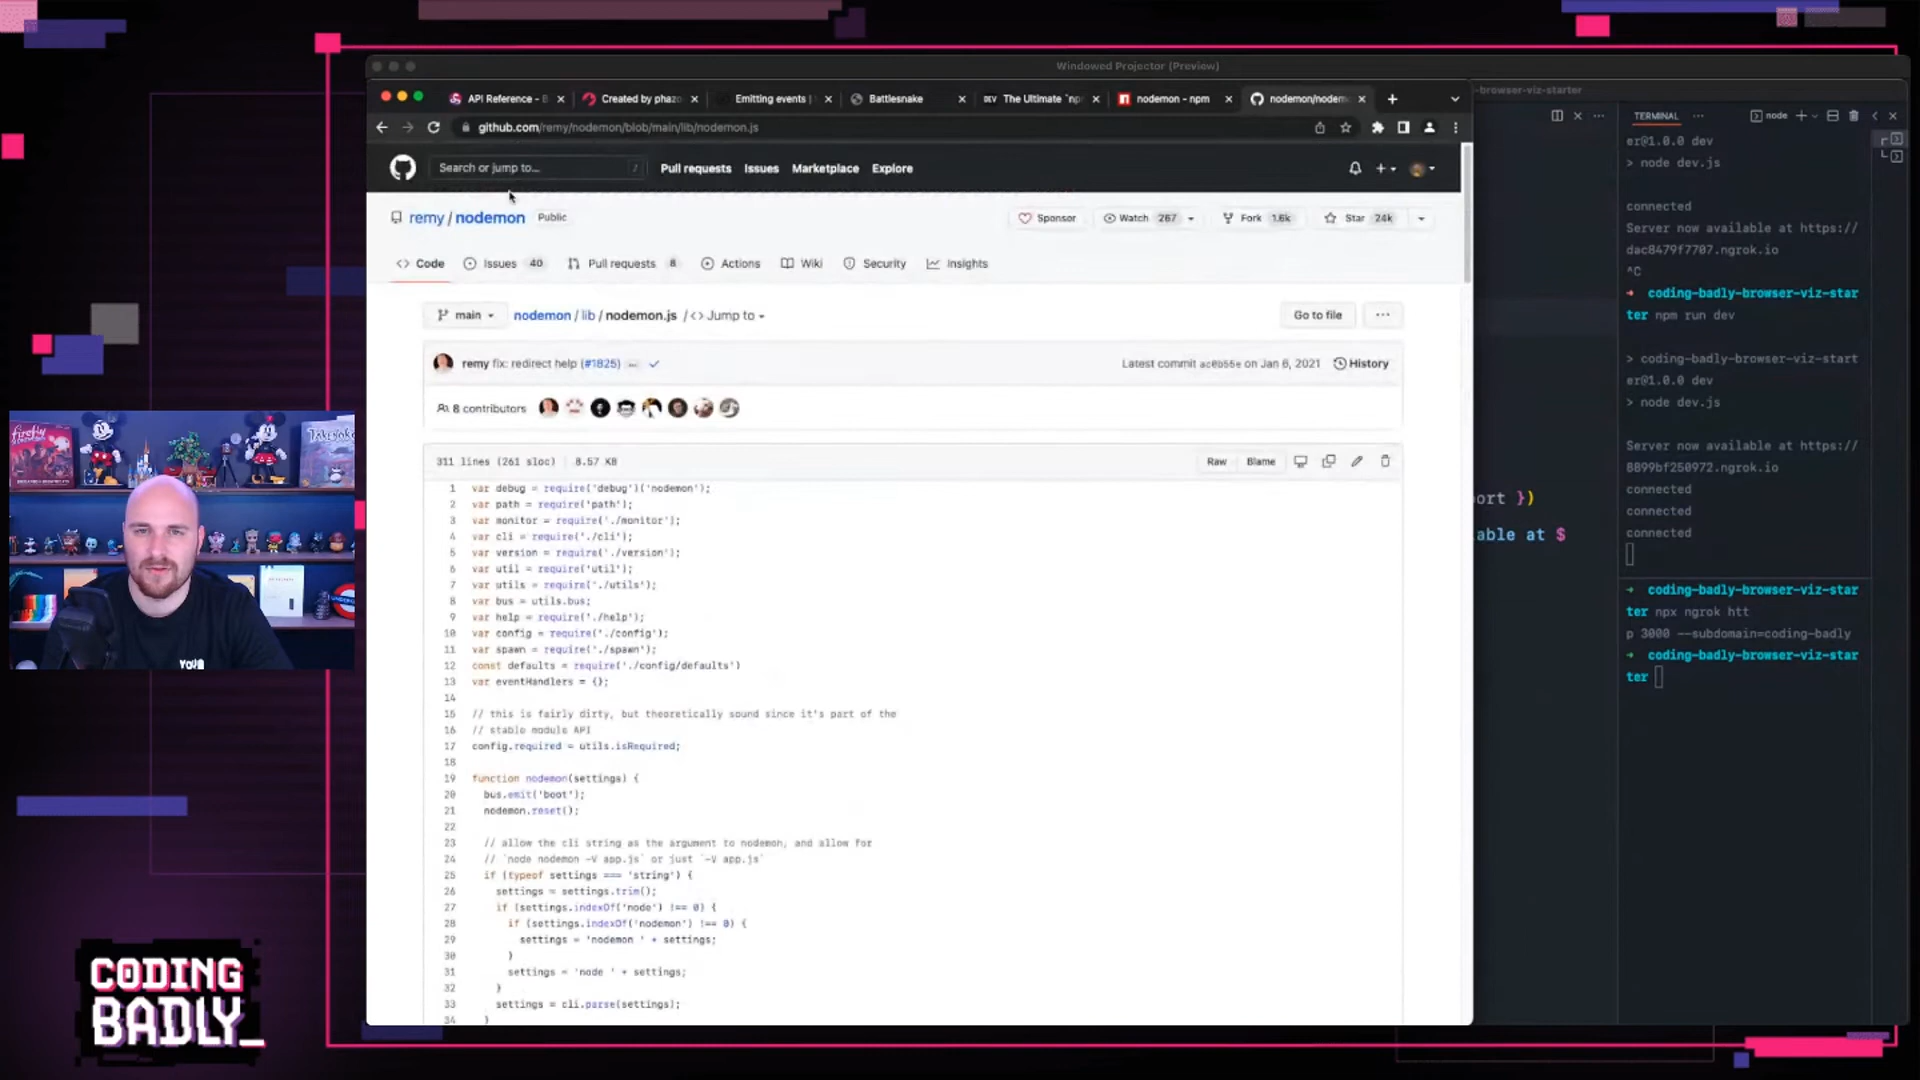 Windowed Projector (Preview)
API Reference - B
Created by phazo
Emitting events |
Battlesnake
DEV The Ultimate `np
nodemon - npm
nodemon/nodem
-browser-viz-starter
github.com/remy/nodemon/blob/main/lib/nodemon.js
Search or jump to...
/
Pull requests
Issues
Marketplace
Explore
remy / nodemon
Public
Sponsor
Watch 267
Fork 1.6k
Star 24k
Code
Issues 40
Pull requests 8
Actions
Wiki
Security
Insights
main
nodemon / lib / nodemon.js / <> Jump to
Go to file
...
remy fix: redirect help (#1825) ...
Latest commit ac0b55e on Jan 6, 2021
History
8 contributors
311 lines (261 sloc) | 8.57 KB
Raw
Blame
1 var debug = require('debug')('nodemon');
2 var path = require('path');
3 var monitor = require('./monitor');
4 var cli = require('./cli');
5 var version = require('./version');
6 var util = require('util');
7 var utils = require('./utils');
8 var bus = utils.bus;
9 var help = require('./help');
10 var config = require('./config');
11 var spawn = require('./spawn');
12 const defaults = require('./config/defaults')
13 var eventHandlers = {};
14
15 // this is fairly dirty, but theoretically sound since it's part of the
16 // stable module API
17 config.required = utils.isRequired;
18
19 function nodemon(settings) {
20 bus.emit('boot');
21 nodemon.reset();
22
23 // allow the cli string as the argument to nodemon, and allow for
24 // `node nodemon -V app.js` or just `-V app.js`
25 if (typeof settings === 'string') {
26 settings = settings.trim();
27 if (settings.indexOf('node') !== 0) {
28 if (settings.indexOf('nodemon') !== 0) {
29 settings = 'nodemon ' + settings;
30 }
31 settings = 'node ' + settings;
32 }
33 settings = cli.parse(settings);
34 }
ort })
able at $
TERMINAL
...
node
er@1.0.0 dev
> node dev.js
connected
Server now available at https://
dac8479f7707.ngrok.io
^C
→ coding-badly-browser-viz-star
ter npm run dev
> coding-badly-browser-viz-start
er@1.0.0 dev
> node dev.js
Server now available at https://
8899bf250972.ngrok.io
connected
connected
connected
→ coding-badly-browser-viz-star
ter npx ngrok htt
p 3000 --subdomain=coding-badly
→ coding-badly-browser-viz-star
ter
firefly
TAKENOKO
UNDERGR
YOU
CODING
BADLY_